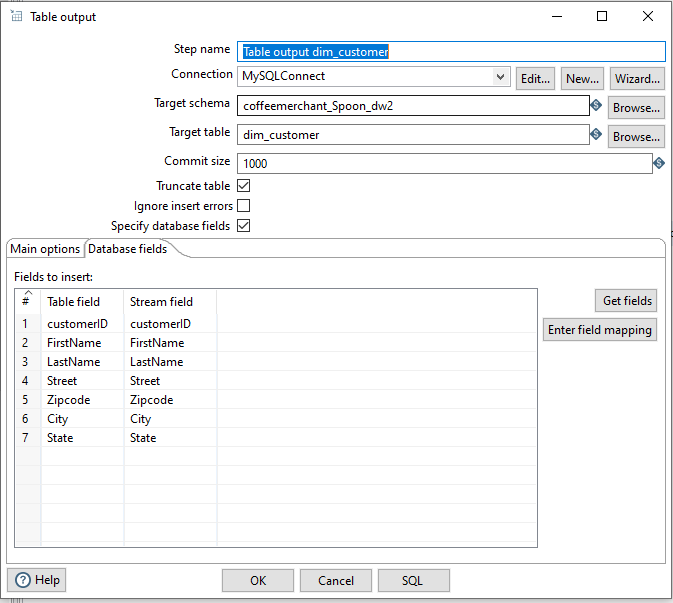 Table output
Step name Table output dim_customer
Connection MySQLConnect Edit... New... Wizard...
Target schema coffeemerchant_Spoon_dw2 Browse...
Target table dim_customer Browse...
Commit size 1000
Truncate table
Ignore insert errors
Specify database fields
Main options Database fields
Fields to insert:
# Table field Stream field Get fields
1 customerID customerID Enter field mapping
2 FirstName FirstName
3 LastName LastName
4 Street Street
5 Zipcode Zipcode
6 City City
7 State State
? Help OK Cancel SQL